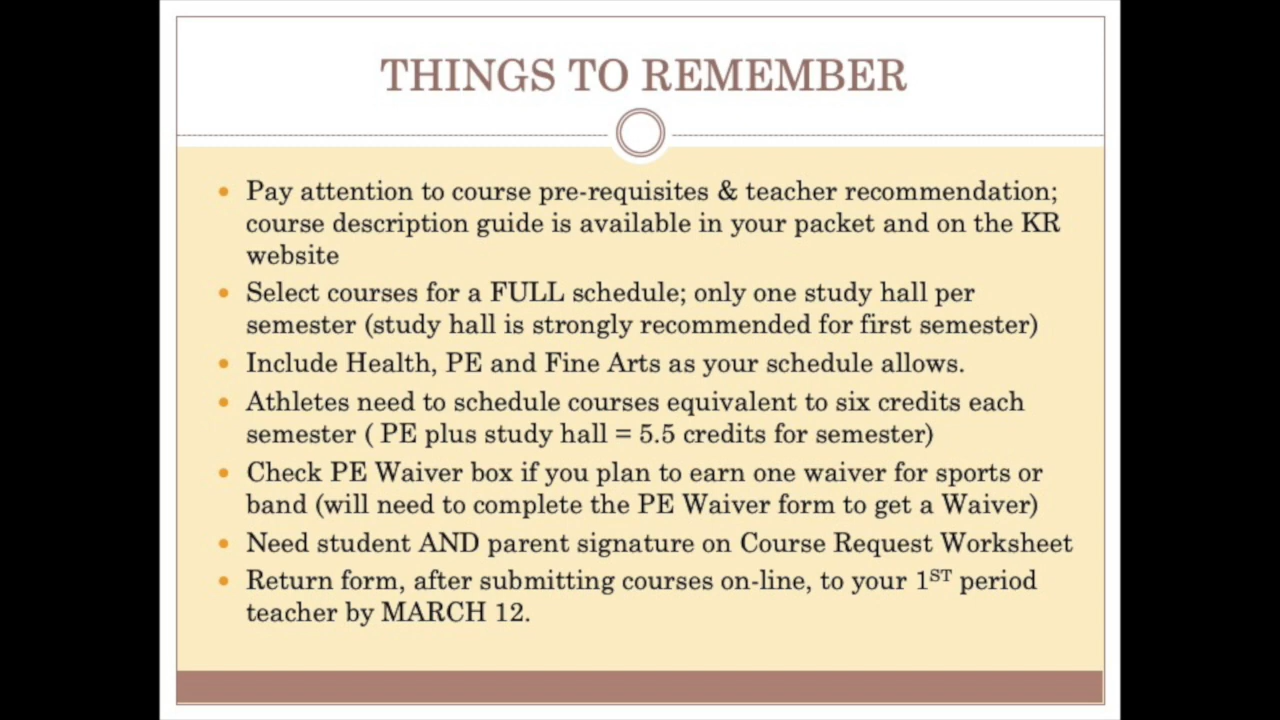 THINGS TO REMEMBER
• Pay attention to course pre-requisites & teacher recommendation;
course description guide is available in your packet and on the KR
website
• Select courses for a FULL schedule; only one study hall per
semester (study hall is strongly recommended for first semester)
• Include Health, PE and Fine Arts as your schedule allows.
• Athletes need to schedule courses equivalent to six credits each
semester ( PE plus study hall = 5.5 credits for semester)
• Check PE Waiver box if you plan to earn one waiver for sports or
band (will need to complete the PE Waiver form to get a Waiver)
• Need student AND parent signature on Course Request Worksheet
• Return form, after submitting courses on-line, to your 1ST period
teacher by MARCH 12.